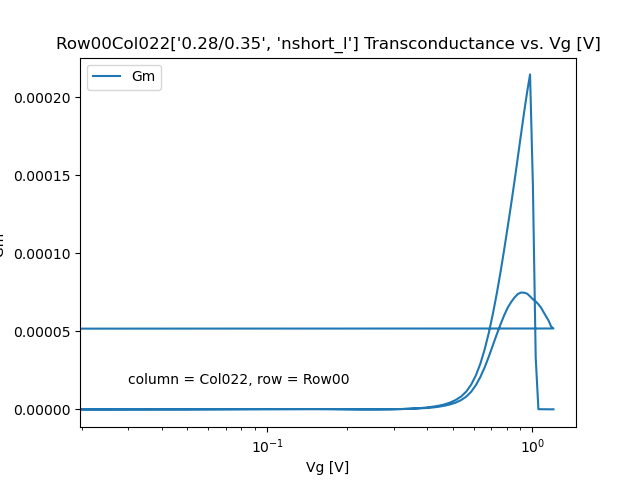 Row00Col022['0.28/0.35', 'nshort_l'] Transconductance vs. Vg [V]
Gm
0.00020
0.00015
0.00010
0.00005
0.00000
column = Col022, row = Row00
10⁻¹ 10⁰
Vg [V]